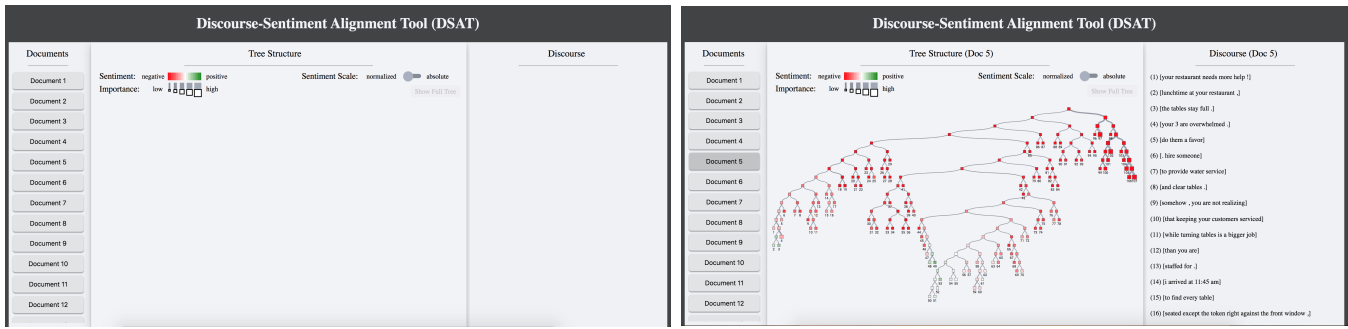 Discourse-Sentiment Alignment Tool (DSAT)
Documents
Document 1
Document 2
Document 3
Document 4
Document 5
Document 6
Document 7
Document 8
Document 9
Document 10
Document 11
Document 12
Tree Structure
Sentiment: negative positive
Importance: low high
Sentiment Scale: normalized absolute
Show Full Tree
Discourse
Discourse-Sentiment Alignment Tool (DSAT)
Documents
Document 1
Document 2
Document 3
Document 4
Document 5
Document 6
Document 7
Document 8
Document 9
Document 10
Document 11
Document 12
Tree Structure (Doc 5)
Sentiment: negative positive
Importance: low high
Sentiment Scale: normalized absolute
Show Full Tree
Discourse (Doc 5)
(1) [your restaurant needs more help !]
(2) [lunchtime at your restaurant ,]
(3) [the tables stay full .]
(4) [your 3 are overwhelmed .]
(5) [do them a favor]
(6) [. hire someone]
(7) [to provide water service]
(8) [and clear tables .]
(9) [somehow , you are not realizing]
(10) [that keeping your customers serviced]
(11) [while turning tables is a bigger job]
(12) [than you are]
(13) [staffed for .]
(14) [i arrived at 11:45 am]
(15) [to find every table]
(16) [seated except the token right against the front window .]